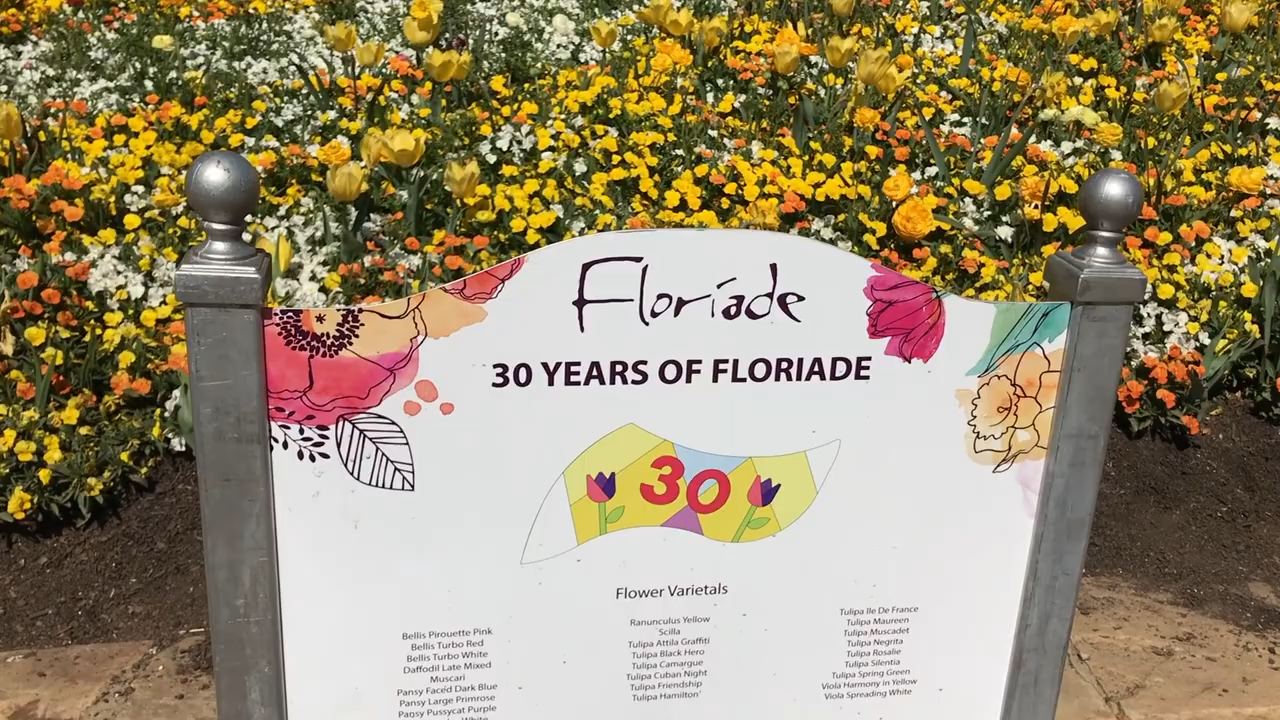 Floriade
30 YEARS OF FLORIADE
30
Flower Varietals
Bellis Pirouette Pink
Bellis Turbo Red
Bellis Turbo White
Daffodil Late Mixed
Muscari
Pansy Faced Dark Blue
Pansy Large Primrose
Pansy Pussycat Purple
White
Ranunculus Yellow
Scilla
Tulipa Attila Graffiti
Tulipa Black Hero
Tulipa Camargue
Tulipa Cuban Night
Tulipa Friendship
Tulipa Hamilton'
Tulipa Ile De France
Tulipa Maureen
Tulipa Muscadet
Tulipa Negrita
Tulipa Rosalie
Tulipa Silentia
Tulipa Spring Green
Viola Harmony in Yellow
Viola Spreading White